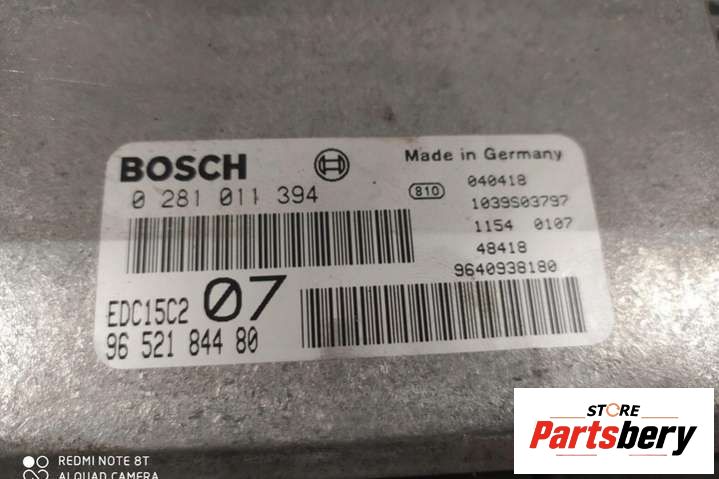 BOSCH
0 281 011 394
Made in Germany
810
040418
1039S03797
1154 0107
48418
9640938180
EDC15C2
07
96 521 844 80
STORE
Partsbery
REDMI NOTE 8T
AI QUAD CAMERA